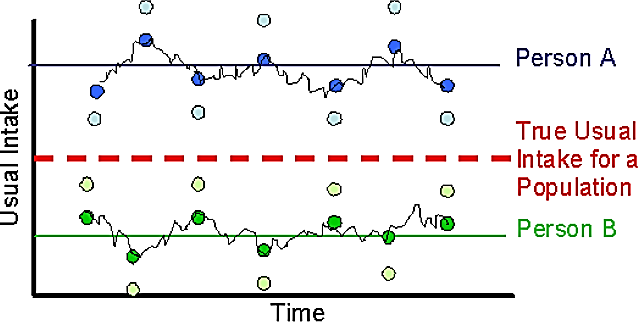 Usual Intake
Person A
True Usual
Intake for a
Population
Person B
Time